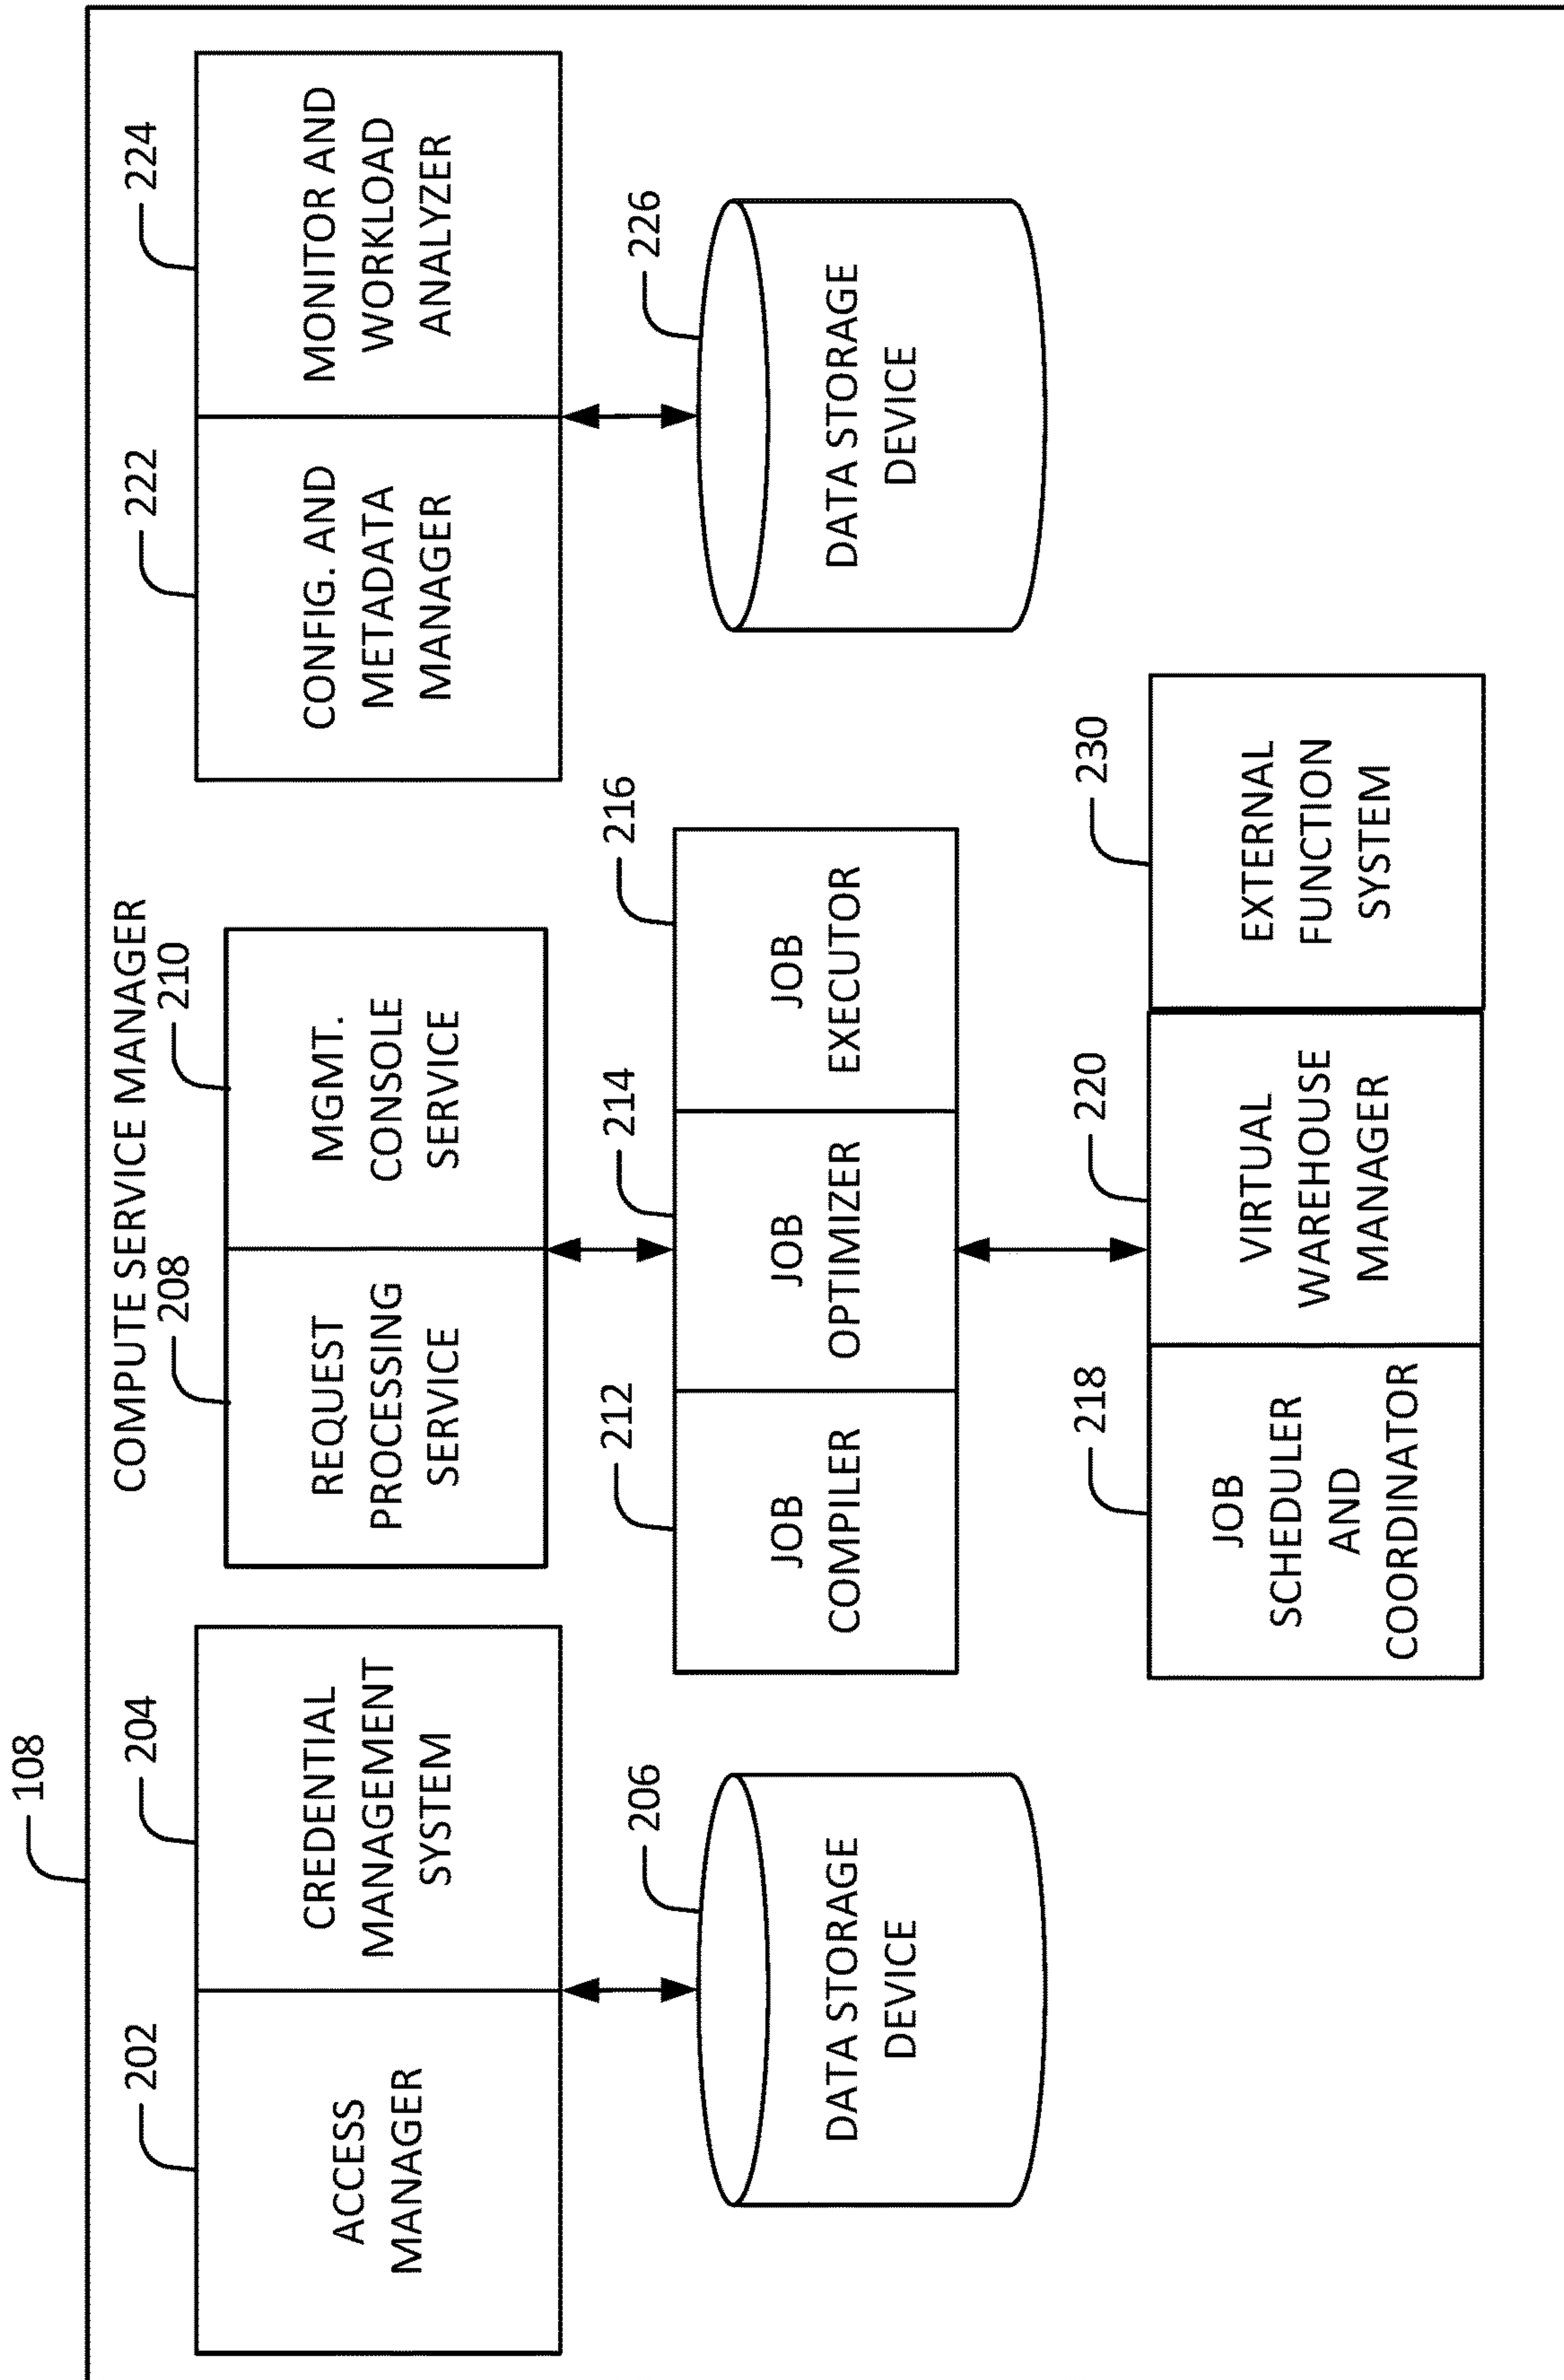 108
COMPUTE SERVICE MANAGER
202
ACCESS
MANAGER
204
CREDENTIAL
MANAGEMENT
SYSTEM
206
DATA STORAGE
DEVICE
208
REQUEST
PROCESSING
SERVICE
210
MGMT.
CONSOLE
SERVICE
212
JOB
COMPILER
214
JOB
OPTIMIZER
216
JOB
EXECUTOR
218
JOB
SCHEDULER
AND
COORDINATOR
220
VIRTUAL
WAREHOUSE
MANAGER
230
EXTERNAL
FUNCTION
SYSTEM
222
CONFIG. AND
METADATA
MANAGER
224
MONITOR AND
WORKLOAD
ANALYZER
226
DATA STORAGE
DEVICE